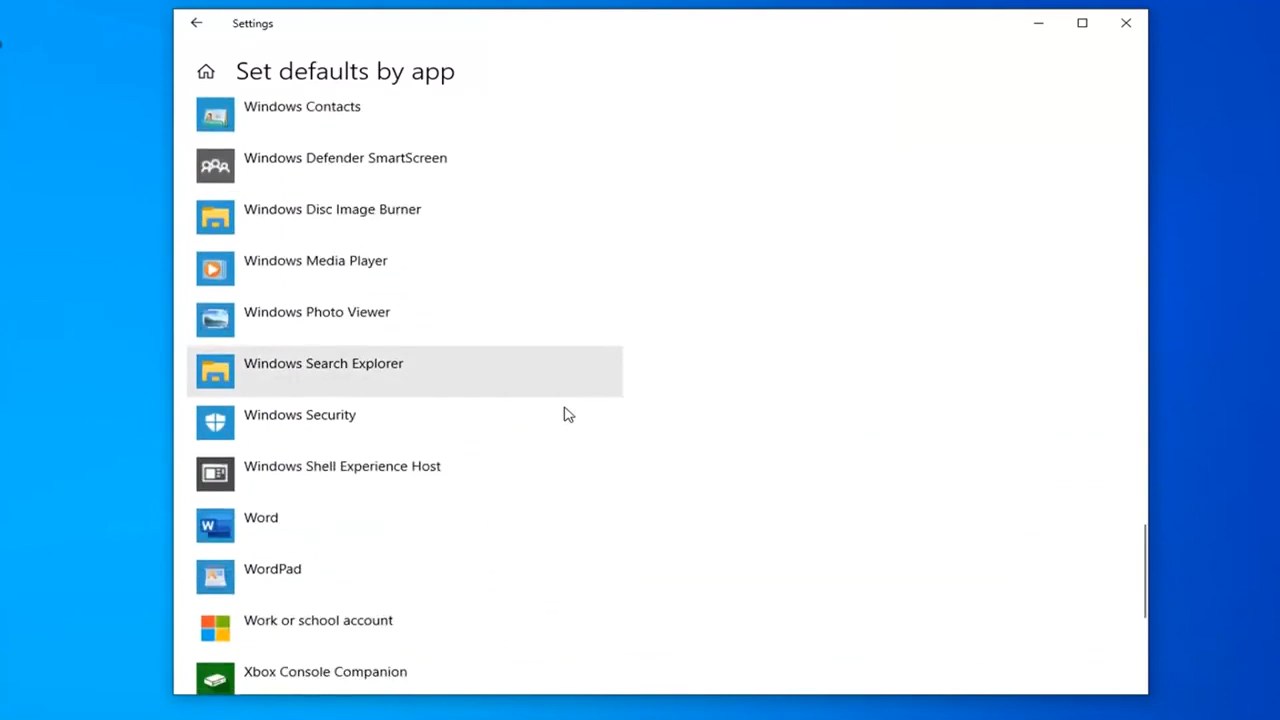 Settings
Set defaults by app
Windows Contacts
Windows Defender SmartScreen
Windows Disc Image Burner
Windows Media Player
Windows Photo Viewer
Windows Search Explorer
Windows Security
Windows Shell Experience Host
Word
WordPad
Work or school account
Xbox Console Companion